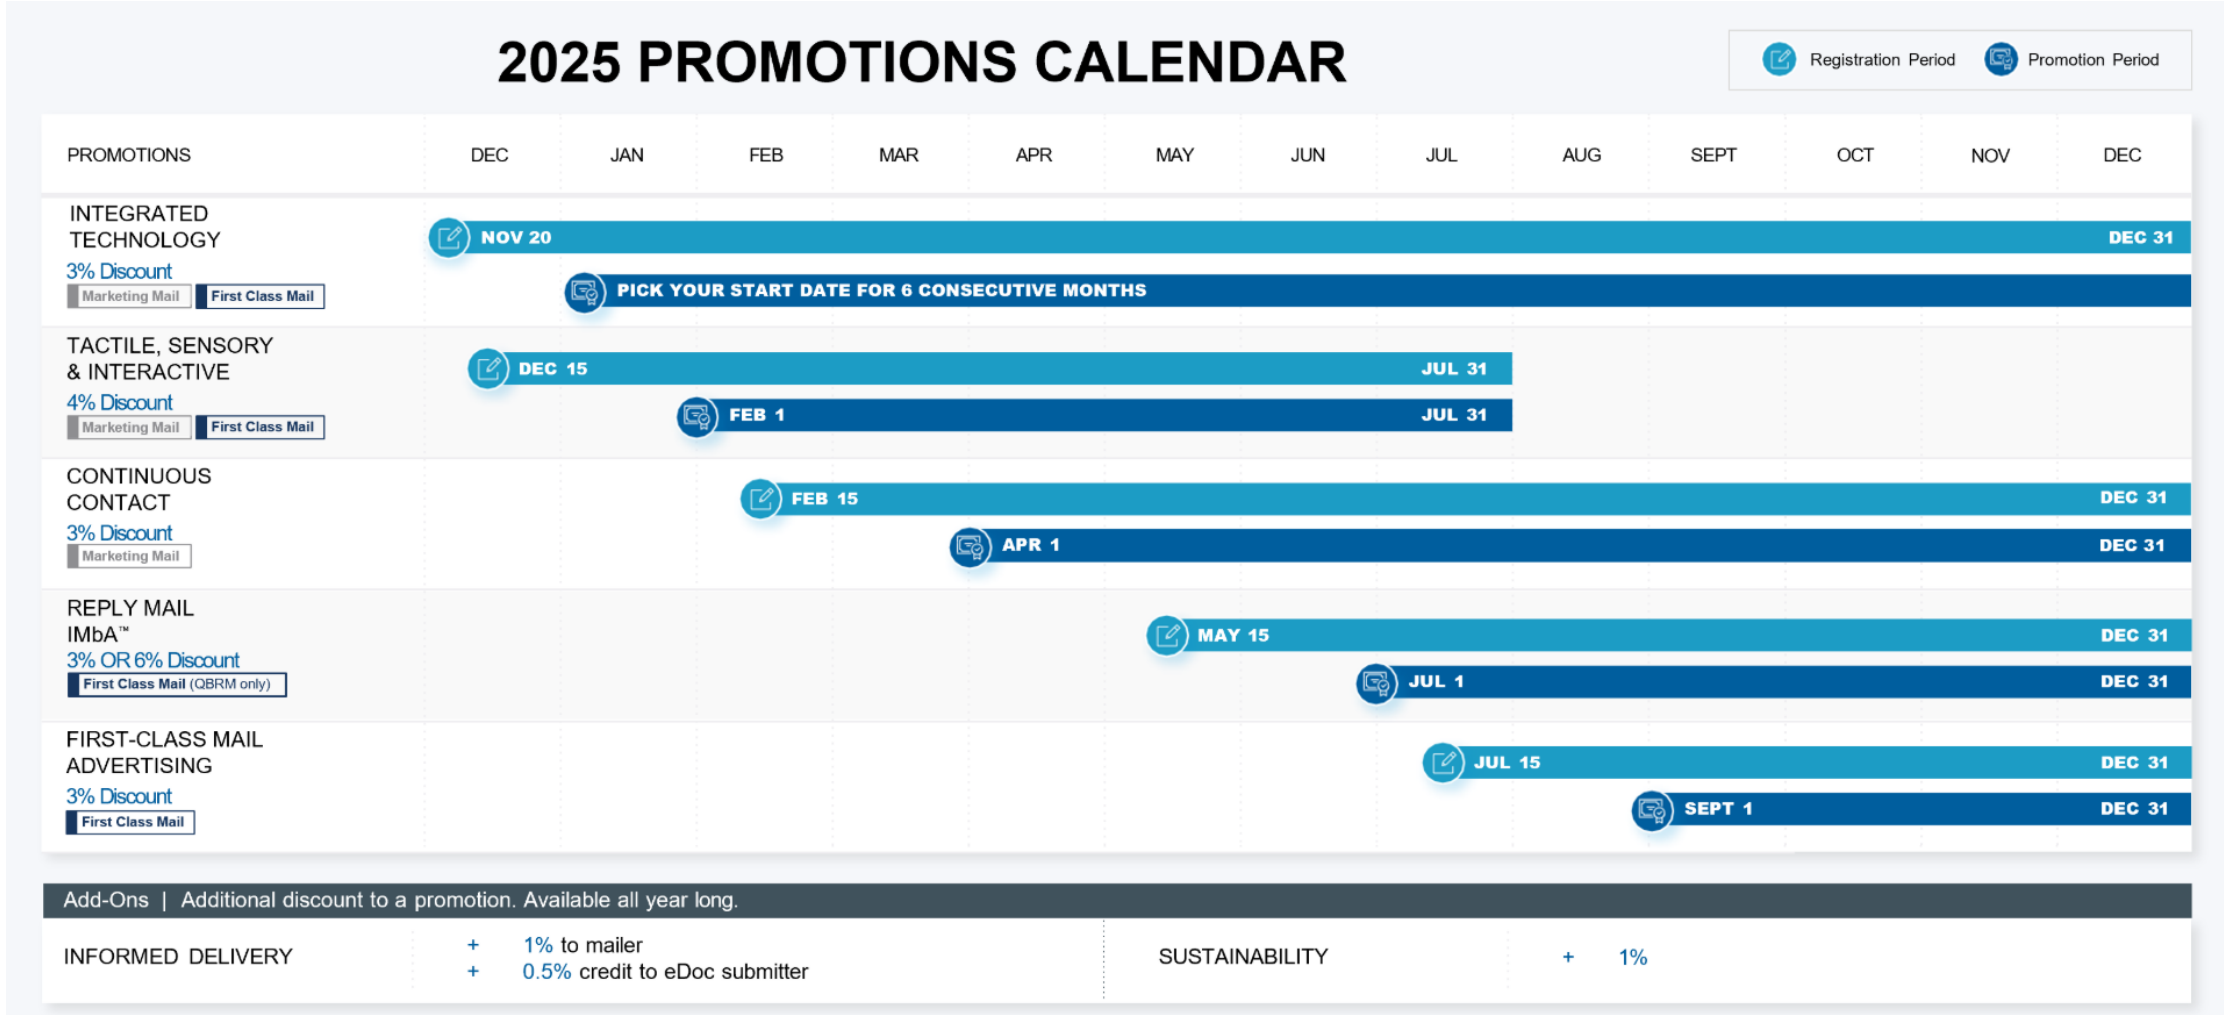 2025 PROMOTIONS CALENDAR
Registration Period Promotion Period
PROMOTIONS DEC JAN FEB MAR APR MAY JUN JUL AUG SEPT OCT NOV DEC
INTEGRATED
TECHNOLOGY
3% Discount
Marketing Mail First Class Mail
NOV 20 DEC 31
PICK YOUR START DATE FOR 6 CONSECUTIVE MONTHS
TACTILE, SENSORY
& INTERACTIVE
4% Discount
Marketing Mail First Class Mail
DEC 15 JUL 31
FEB 1 JUL 31
CONTINUOUS
CONTACT
3% Discount
Marketing Mail
FEB 15 DEC 31
APR 1 DEC 31
REPLY MAIL
IMbA™
3% OR 6% Discount
First Class Mail (QBRM only)
MAY 15 DEC 31
JUL 1 DEC 31
FIRST-CLASS MAIL
ADVERTISING
3% Discount
First Class Mail
JUL 15 DEC 31
SEPT 1 DEC 31
Add-Ons | Additional discount to a promotion. Available all year long.
INFORMED DELIVERY
+ 1% to mailer
+ 0.5% credit to eDoc submitter
SUSTAINABILITY + 1%